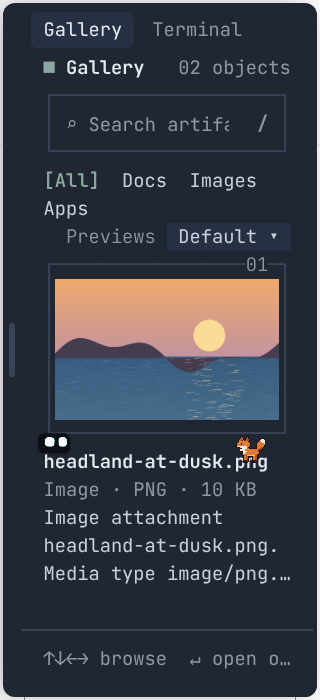 Gallery Terminal
Gallery 02 objects
Search artifa /
[All] Docs Images
Apps
Previews Default
01
headland-at-dusk.png
Image · PNG · 10 KB
Image attachment
headland-at-dusk.png.
Media type image/png.…
↑↓←→ browse ↵ open o…